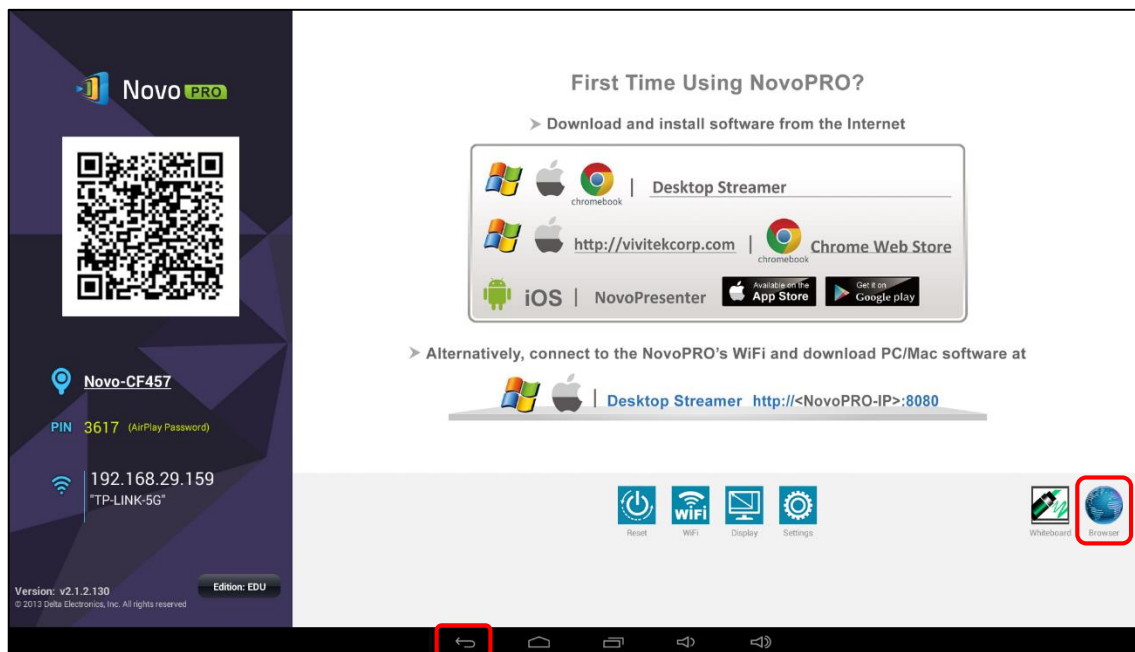 Novo PRO
Novo-CF457
PIN 3617 (AirPlay Password)
192.168.29.159
"TP-LINK-5G"
Version: v2.1.2.130
© 2013 Delta Electronics, Inc. All rights reserved
Edition: EDU
First Time Using NovoPRO?
Download and install software from the Internet
chromebook | Desktop Streamer
http://vivitekcorp.com | chromebook Chrome Web Store
iOS | NovoPresenter
Available on the
App Store
Get it on
Google play
Alternatively, connect to the NovoPRO's WiFi and download PC/Mac software at
| Desktop Streamer http://<NovoPRO-IP>:8080
WiFi
Reset WiFi Display Settings
Whiteboard Browser